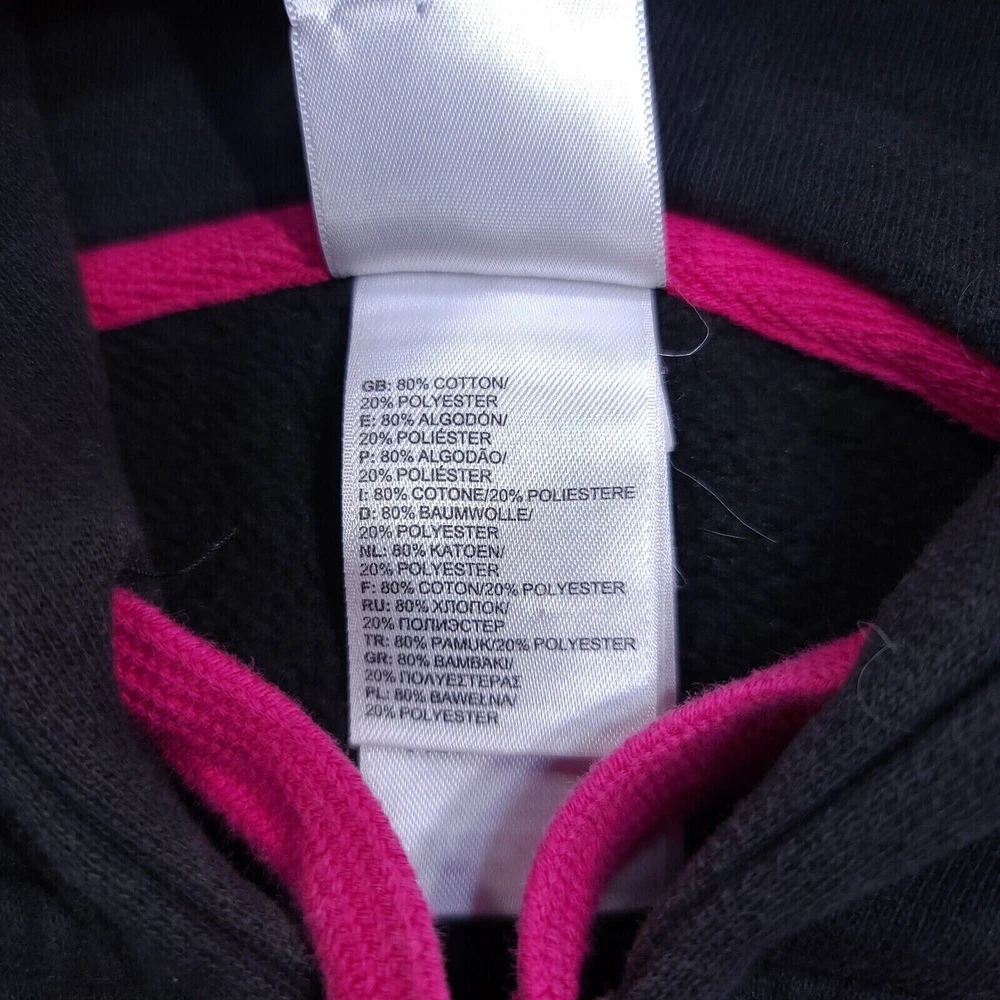 GB: 80% COTTON/
20% POLYESTER
E: 80% ALGODÓN/
20% POLIÉSTER
P: 80% ALGODÃO/
20% POLIÉSTER
I: 80% COTONE/20% POLIESTERE
D: 80% BAUMWOLLE/
20% POLYESTER
NL: 80% KATOEN/
20% POLYESTER
F: 80% COTON/20% POLYESTER
RU: 80% ХЛОПОК/
20% ПОЛИЭСТЕР
TR: 80% PAMUK/20% POLYESTER
GR: 80% ΒΑΜΒΑΚΙ/
20% ΠΟΛΥΕΣΤΕΡΑΣ
PL: 80% BAWEŁNA/
20% POLYESTER